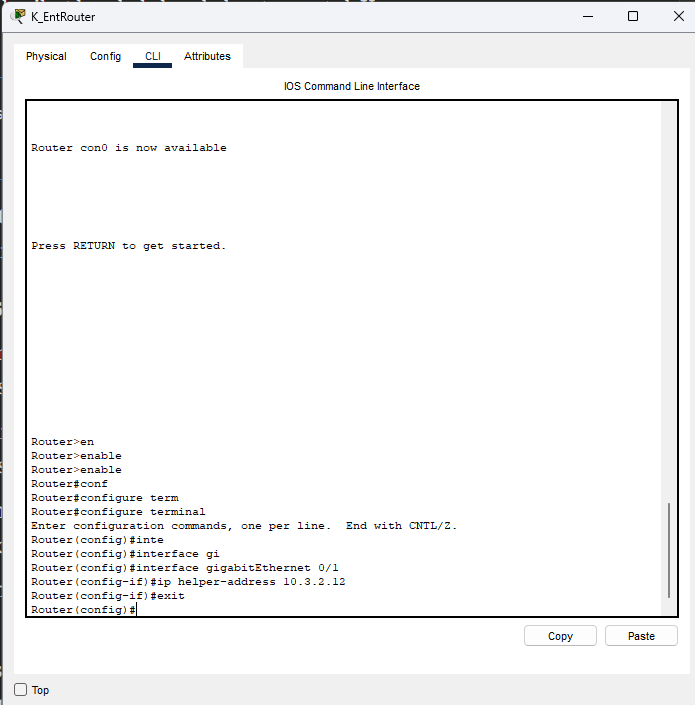 K_EntRouter
Physical Config CLI Attributes
IOS Command Line Interface
Router con0 is now available
Press RETURN to get started.
Router>en
Router>enable
Router>enable
Router#conf
Router#configure term
Router#configure terminal
Enter configuration commands, one per line.  End with CNTL/Z.
Router(config)#inte
Router(config)#interface gi
Router(config)#interface gigabitEthernet 0/1
Router(config-if)#ip helper-address 10.3.2.12
Router(config-if)#exit
Router(config)#
Copy Paste
Top